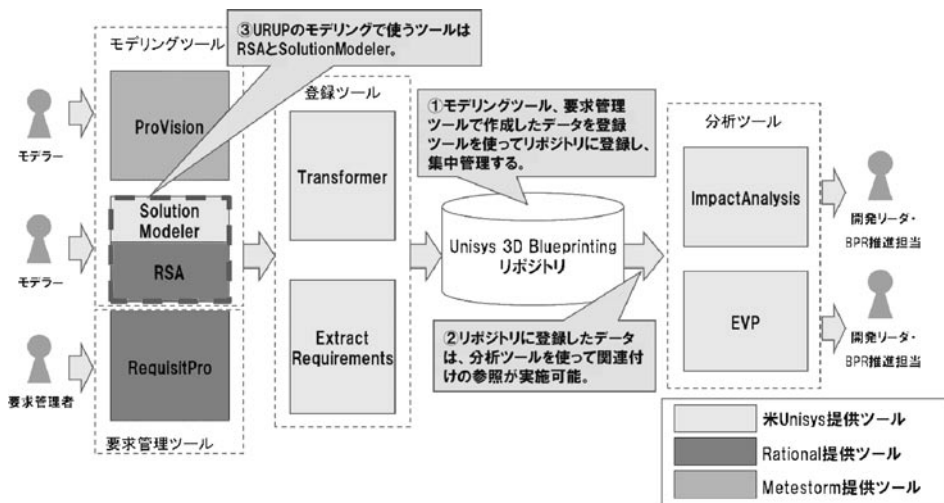 モデリングツール
③URUPのモデリングで使うツールは
RSAとSolutionModeler。
モデラー
ProVision
モデラー
Solution
Modeler
RSA
要求管理者
RequisitPro
要求管理ツール
登録ツール
Transformer
Extract
Requirements
①モデリングツール、要求管理
ツールで作成したデータを登録
ツールを使ってリポジトリに登録し、
集中管理する。
Unisys 3D Blueprinting
リポジトリ
②リポジトリに登録したデータ
は、分析ツールを使って関連付
けの参照が実施可能。
分析ツール
ImpactAnalysis
EVP
開発リーダ・
BPR推進担当
開発リーダ・
BPR推進担当
米Unisys提供ツール
Rational提供ツール
Metestorm提供ツール